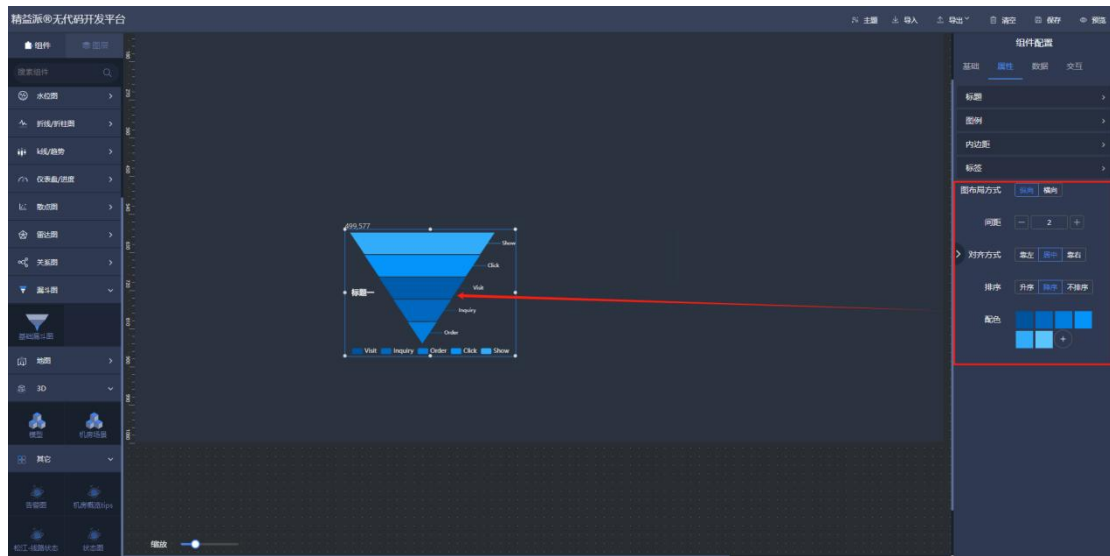 精益派®无代码开发平台
主题 导入 导出 清空 保存 预览
组件 图层
搜索组件
水位图
折线/折柱图
k线/趋势
仪表盘/进度
散点图
雷达图
关系图
漏斗图
基础漏斗图
地图
3D
模型 机房场景
其它
告警图 机房概览tips
松江-线路状态 状态图
499,577
Show
Click
标题一
Visit
Inquiry
Order
Visit Inquiry Order Click Show
缩放
组件配置
基础 属性 数据 交互
标题
图例
内边距
标签
图布局方式 纵向 横向
间距 2
对齐方式 靠左 居中 靠右
排序 升序 降序 不排序
配色